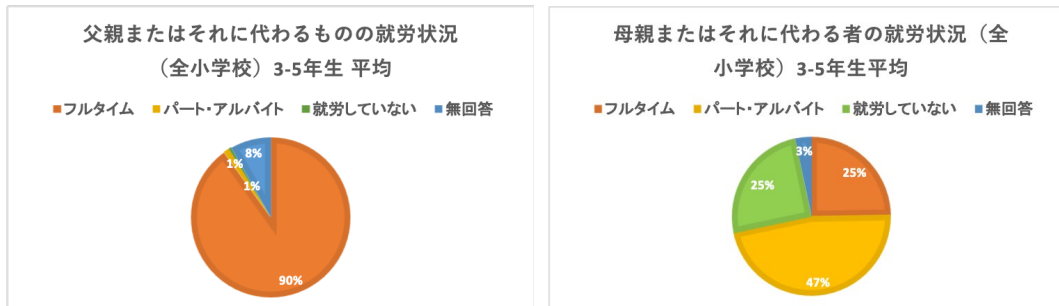 父親またはそれに代わるものの就労状況
（全小学校）3-5年生 平均
フルタイム パート・アルバイト 就労していない 無回答
8%
1%
1%
90%
母親またはそれに代わる者の就労状況（全
小学校）3-5年生平均
フルタイム パート・アルバイト 就労していない 無回答
3%
25%
25%
47%